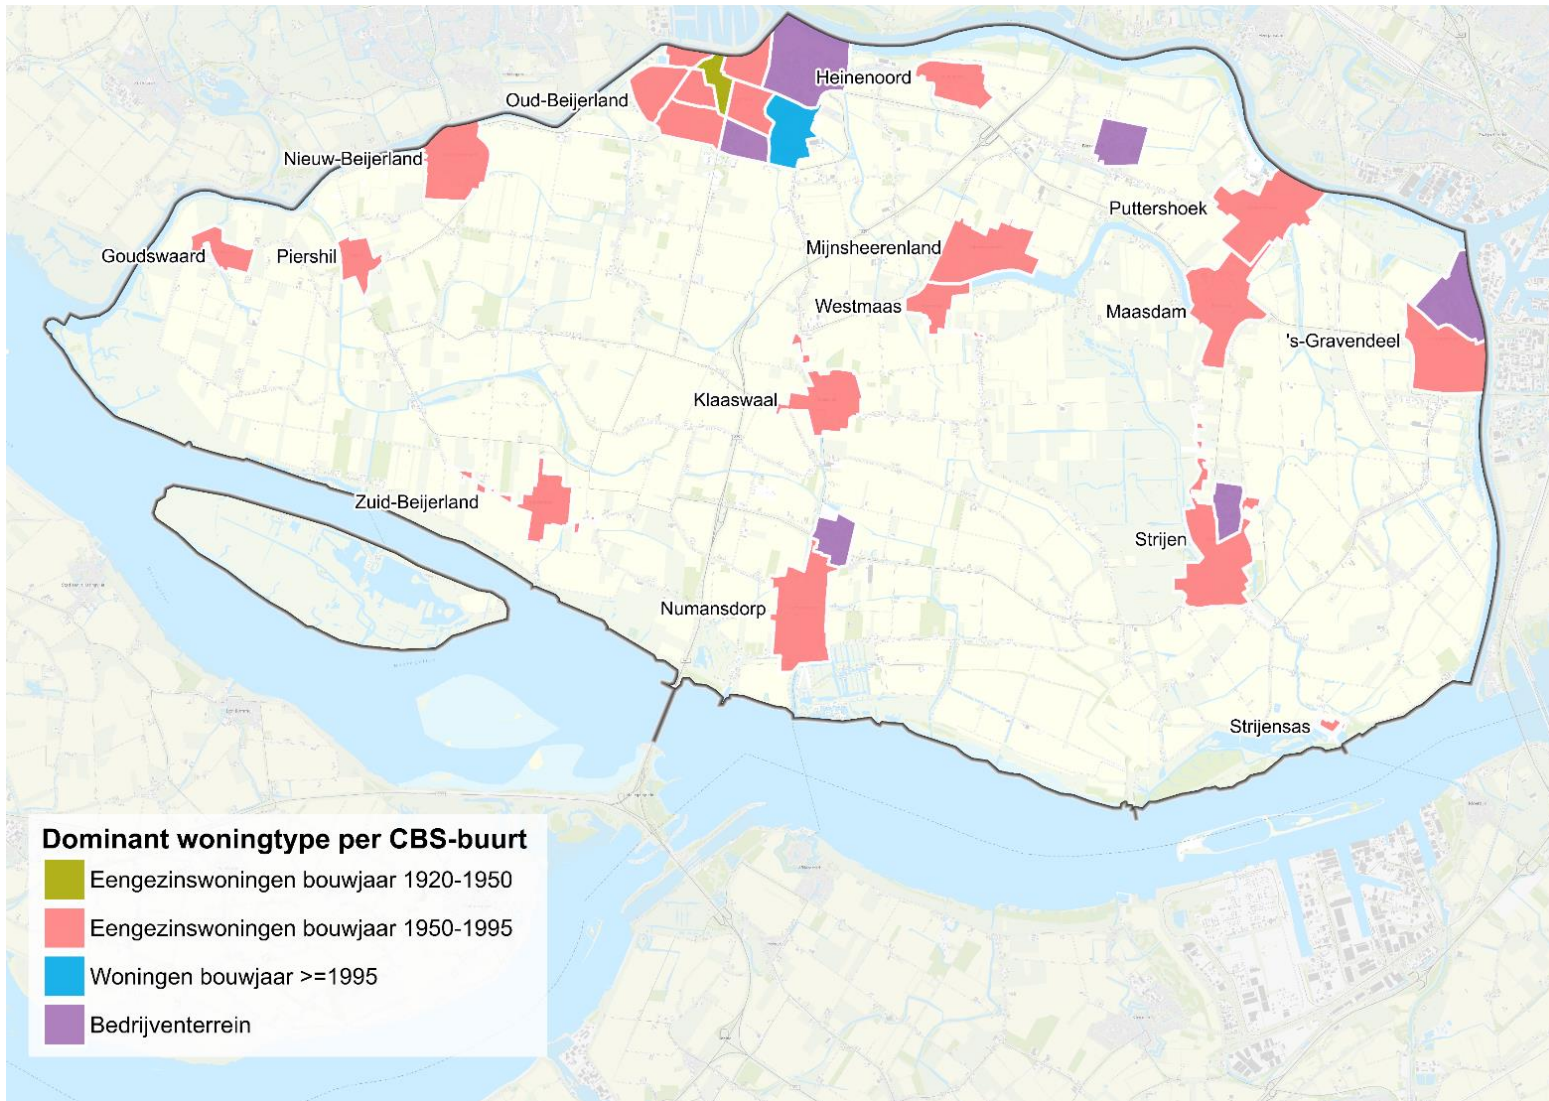 Heinenoord
Oud-Beijerland
Nieuw-Beijerland
Puttershoek
Mijnsheerenland
Goudswaard
Piershil
Westmaas
Maasdam
's-Gravendeel
Klaaswaal
Zuid-Beijerland
Strijen
Numansdorp
Strijensas
Dominant woningtype per CBS-buurt
Eengezinswoningen bouwjaar 1920-1950
Eengezinswoningen bouwjaar 1950-1995
Woningen bouwjaar >=1995
Bedrijventerrein